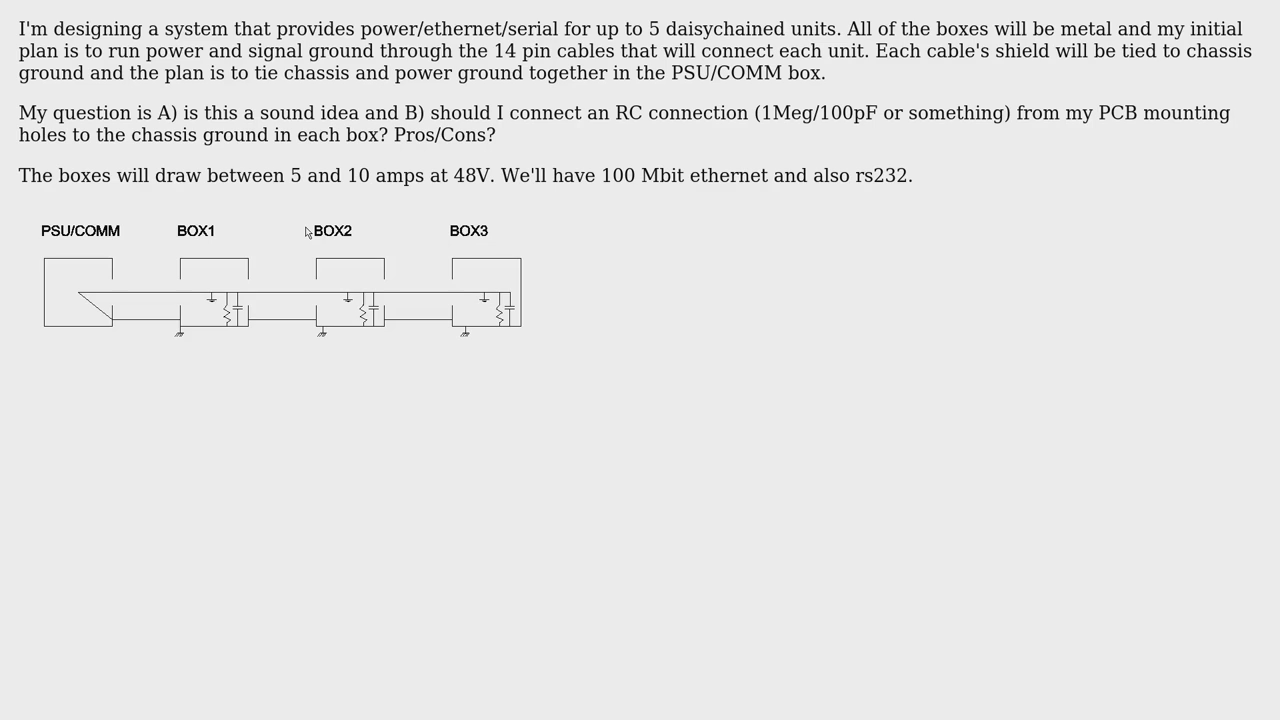 I'm designing a system that provides power/ethernet/serial for up to 5 daisychained units. All of the boxes will be metal and my initial
plan is to run power and signal ground through the 14 pin cables that will connect each unit. Each cable's shield will be tied to chassis
ground and the plan is to tie chassis and power ground together in the PSU/COMM box.
My question is A) is this a sound idea and B) should I connect an RC connection (1Meg/100pF or something) from my PCB mounting
holes to the chassis ground in each box? Pros/Cons?
The boxes will draw between 5 and 10 amps at 48V. We'll have 100 Mbit ethernet and also rs232.
PSU/COMM BOX1 BOX2 BOX3